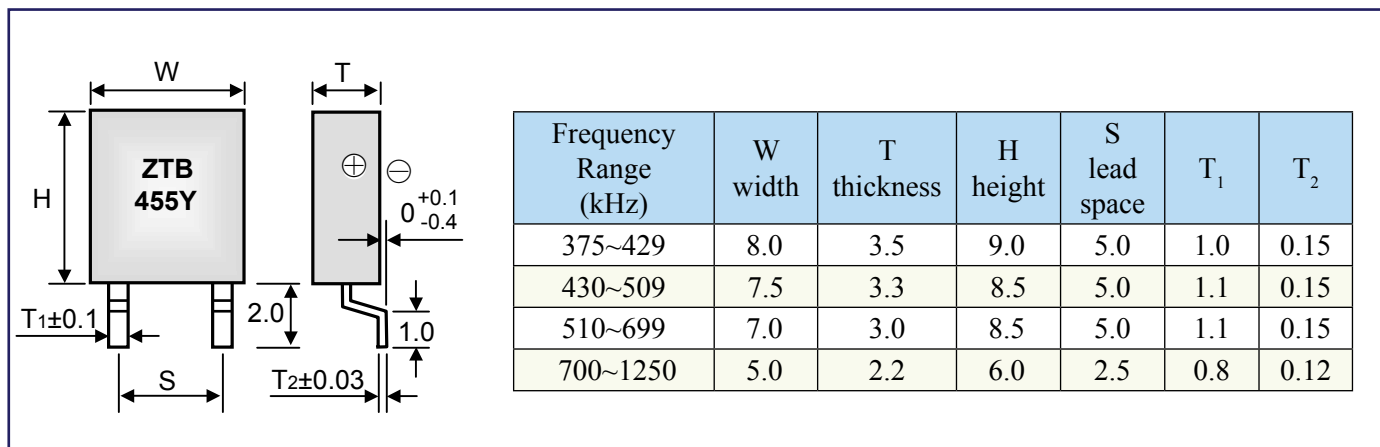 W
T
H
ZTB
455Y
⊕
⊖
0 +0.1
-0.4
T1±0.1
2.0
1.0
S
T2±0.03
Frequency Range (kHz) W width T thickness H height S lead space T1 T2
375~429 8.0 3.5 9.0 5.0 1.0 0.15
430~509 7.5 3.3 8.5 5.0 1.1 0.15
510~699 7.0 3.0 8.5 5.0 1.1 0.15
700~1250 5.0 2.2 6.0 2.5 0.8 0.12